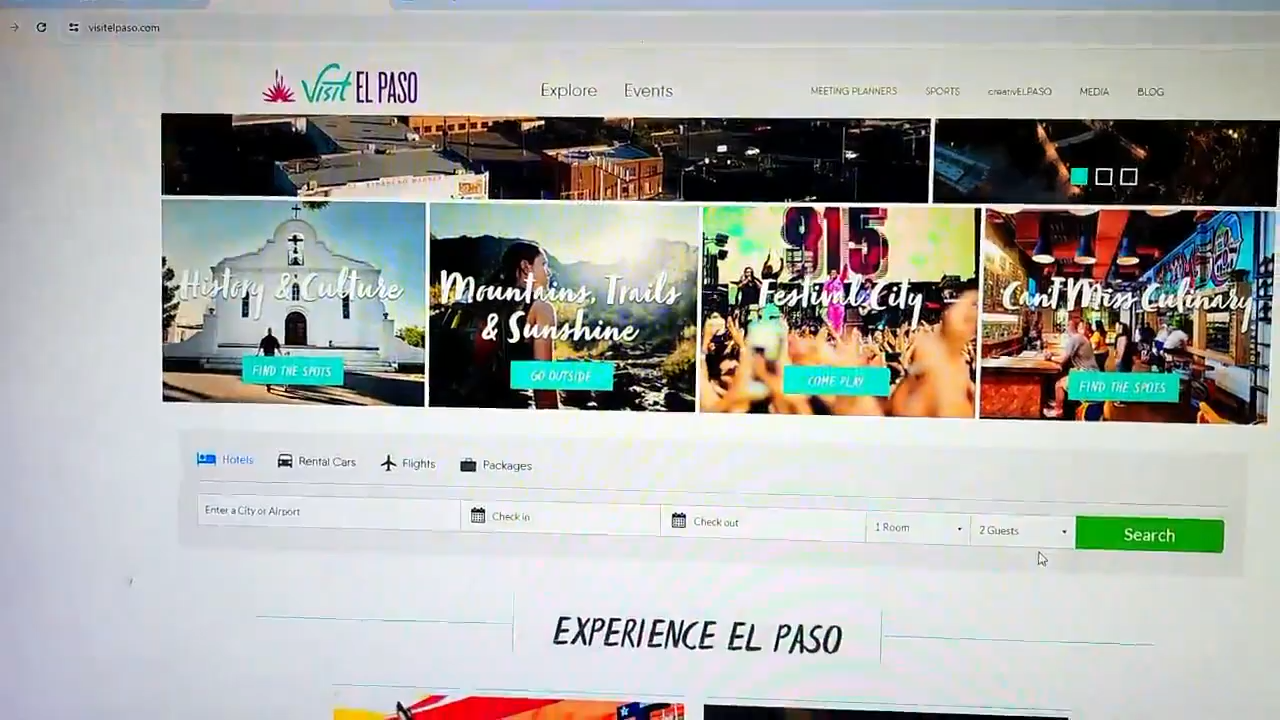 visitelpaso.com
Visit EL PASO
Explore Events
MEETING PLANNERS SPORTS creativELPASO MEDIA BLOG
915
History & Culture
FIND THE SPOTS
Mountains, Trails
& Sunshine
GO OUTSIDE
Festival City
COME PLAY
Can't Miss Culinary
FIND THE SPOTS
Hotels Rental Cars Flights Packages
Enter a City or Airport Check in Check out 1 Room 2 Guests Search
EXPERIENCE EL PASO